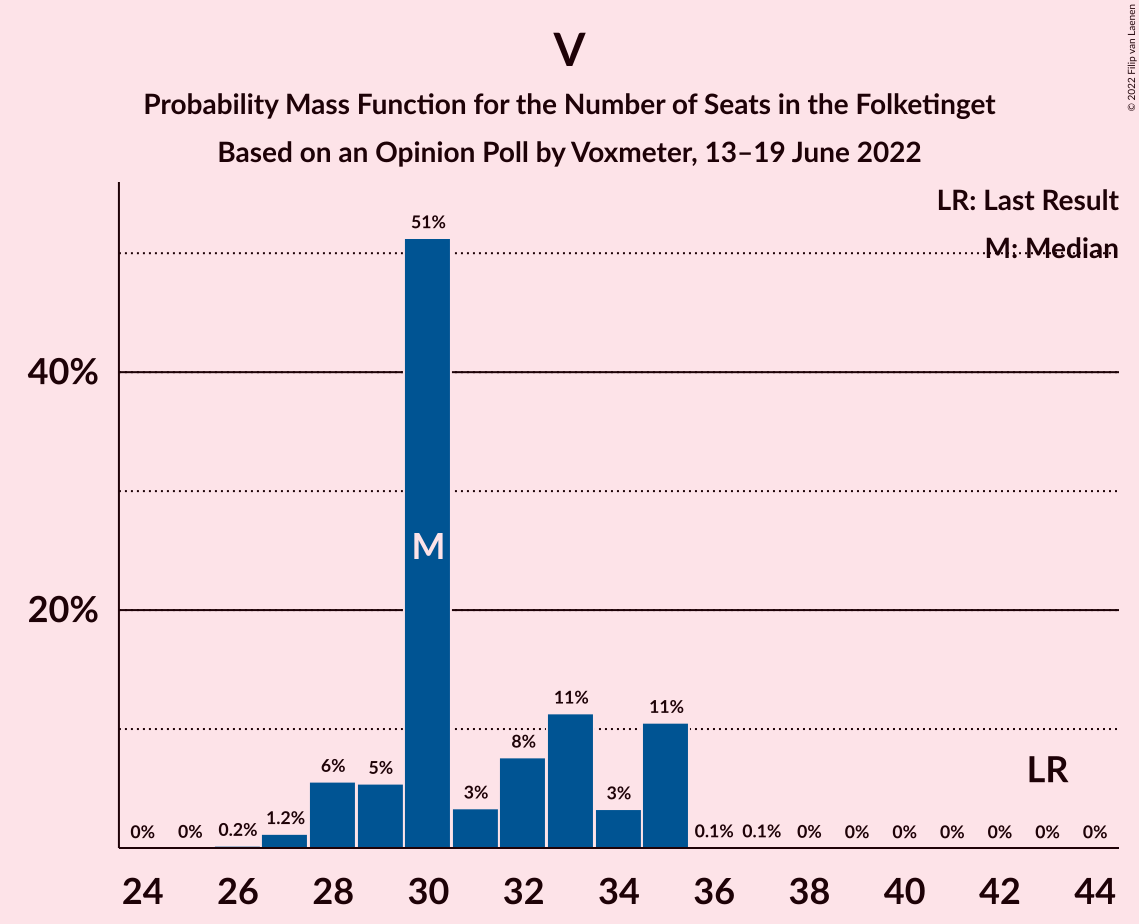 V
Probability Mass Function for the Number of Seats in the Folketinget
Based on an Opinion Poll by Voxmeter, 13–19 June 2022
© 2022 Filip van Laenen
LR: Last Result
M: Median
40%
20%
0%
0%
0.2%
1.2%
6%
5%
51%
3%
8%
11%
3%
11%
0.1%
0.1%
0%
0%
0%
0%
0%
0%
0%
M
LR
24 26 28 30 32 34 36 38 40 42 44